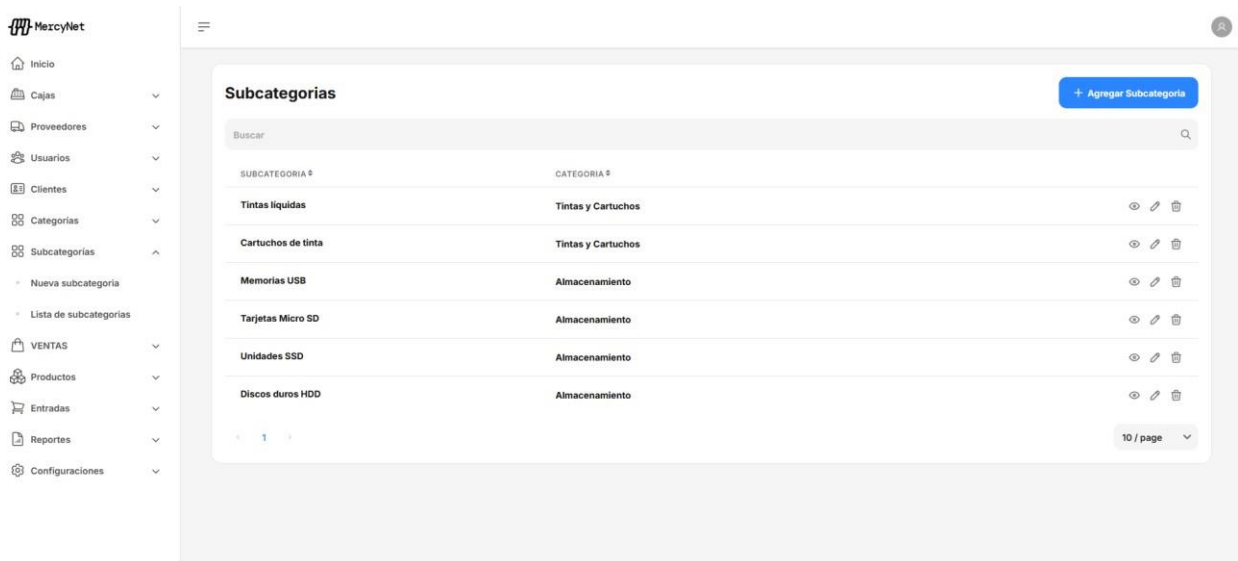 MercyNet
Inicio
Cajas
Proveedores
Usuarios
Clientes
Categorías
Subcategorías
Nueva subcategoria
Lista de subcategorias
VENTAS
Productos
Entradas
Reportes
Configuraciones
Subcategorias
+ Agregar Subcategoria
Buscar
SUBCATEGORIA CATEGORIA
Tintas líquidas Tintas y Cartuchos
Cartuchos de tinta Tintas y Cartuchos
Memorias USB Almacenamiento
Tarjetas Micro SD Almacenamiento
Unidades SSD Almacenamiento
Discos duros HDD Almacenamiento
1
10 / page